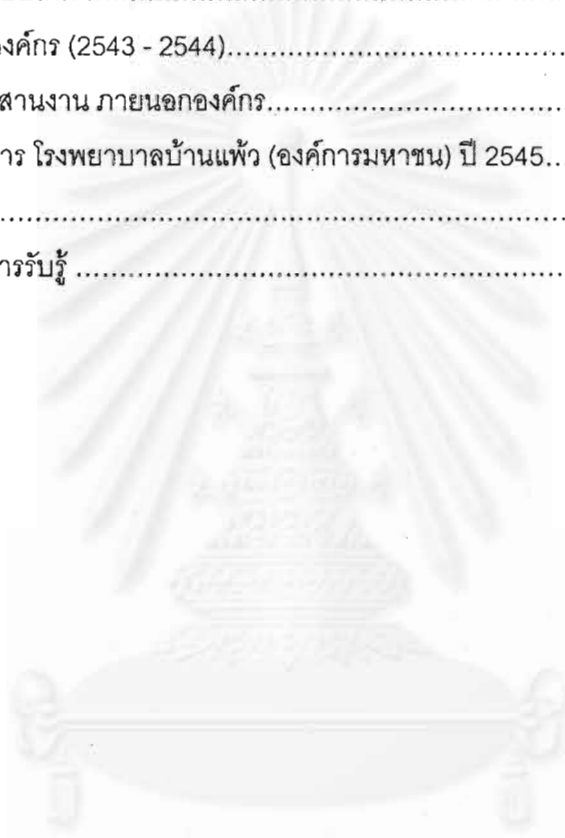 องค์กร (2543 - 2544)........................................
สานงาน ภายนอกองค์กร....................................
าร โรงพยาบาลบ้านแพ้ว (องค์การมหาชน) ปี 2545...
................................................................
ารรับรู้ ......................................................